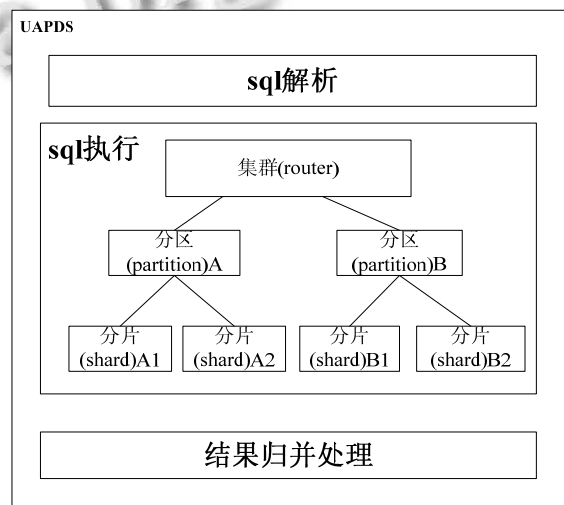 UAPDS
sql解析
sql执行
集群(router)
分区
(partition)A
分区
(partition)B
分片
(shard)A1
分片
(shard)A2
分片
(shard)B1
分片
(shard)B2
结果归并处理